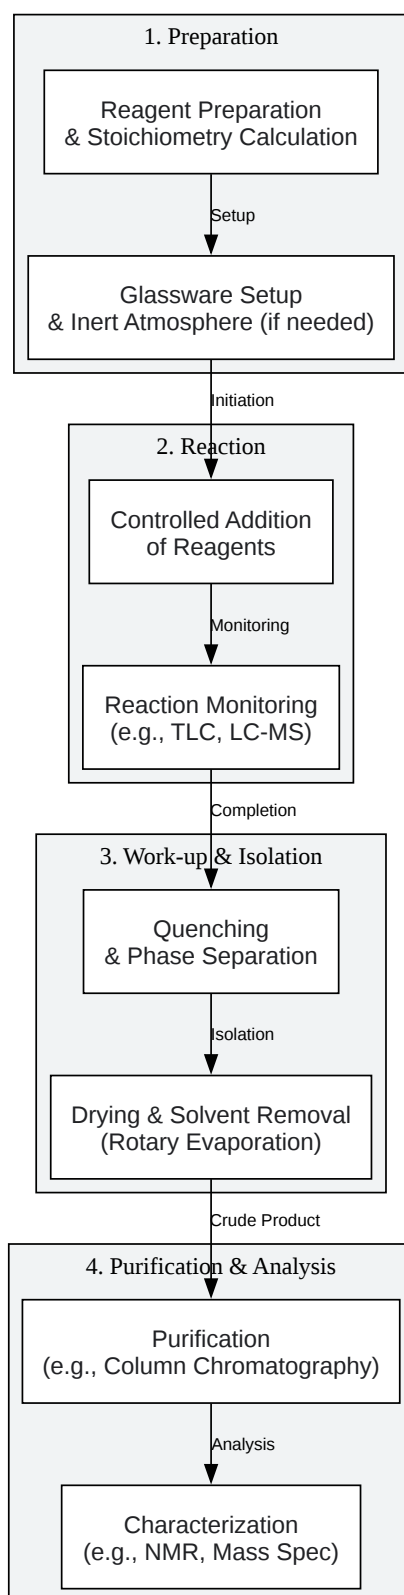 1. Preparation
Reagent Preparation
& Stoichiometry Calculation
Setup
Glassware Setup
& Inert Atmosphere (if needed)
Initiation
2. Reaction
Controlled Addition
of Reagents
Monitoring
Reaction Monitoring
(e.g., TLC, LC-MS)
Completion
3. Work-up & Isolation
Quenching
& Phase Separation
Isolation
Drying & Solvent Removal
(Rotary Evaporation)
Crude Product
4. Purification & Analysis
Purification
(e.g., Column Chromatography)
Analysis
Characterization
(e.g., NMR, Mass Spec)